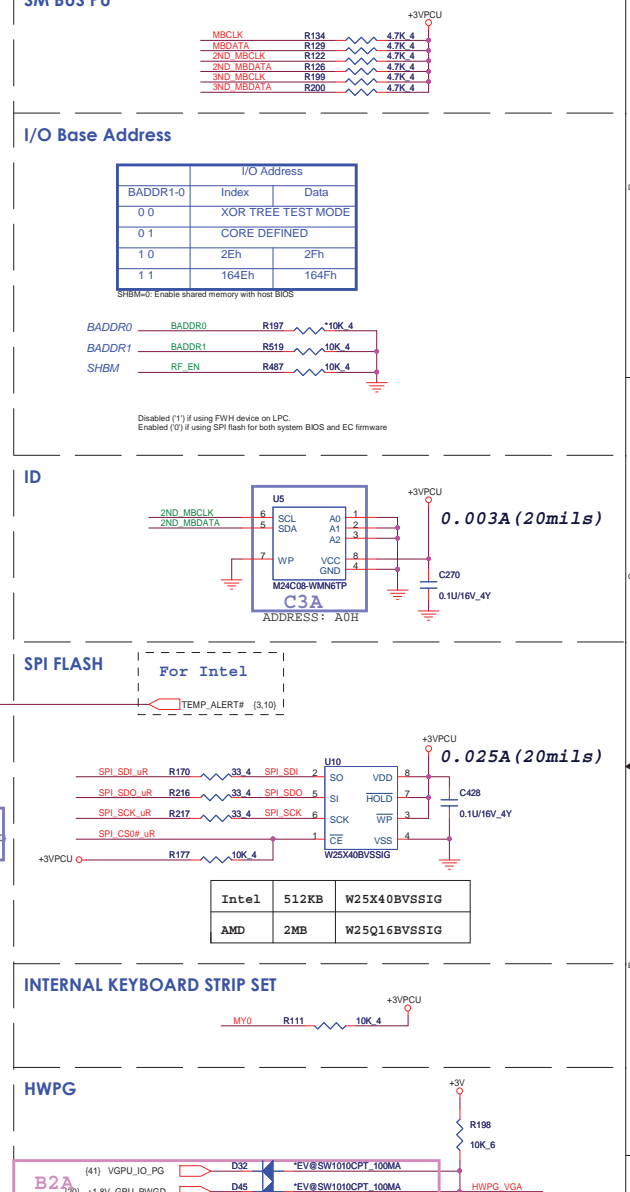 SM BUS PU
+3VPCU
MBCLK R134 4.7K_4
MBDATA R129 4.7K_4
2ND_MBCLK R122 4.7K_4
2ND_MBDATA R126 4.7K_4
3ND_MBCLK R199 4.7K_4
3ND_MBDATA R200 4.7K_4
I/O Base Address
I/O Address
BADDR1-0 Index Data
0 0 XOR TREE TEST MODE
0 1 CORE DEFINED
1 0 2Eh 2Fh
1 1 164Eh 164Fh
SHBM=0: Enable shared memory with host BIOS
BADDR0 BADDR0 R197 *10K_4
BADDR1 BADDR1 R519 10K_4
SHBM RF_EN R487 10K_4
Disabled ('1') if using FWH device on LPC.
Enabled ('0') if using SPI flash for both system BIOS and EC firmware
ID
+3VPCU
U5
0.003A(20mils)
2ND_MBCLK 6 SCL A0 1
2ND_MBDATA 5 SDA A1 2
A2 3
7 WP VCC 8
GND 4
C270
M24C08-WMN6TP
0.1U/16V_4Y
C3A
ADDRESS: A0H
SPI FLASH
For Intel
TEMP_ALERT# {3,10}
+3VPCU
0.025A(20mils)
U10
SPI_SDI_uR R170 33_4 SPI_SDI 2 SO VDD 8
SPI_SDO_uR R216 33_4 SPI_SDO 5 SI HOLD 7
C428
SPI_SCK_uR R217 33_4 SPI_SCK 6 SCK WP 3
0.1U/16V_4Y
SPI_CS0#_uR 1 CE VSS 4
+3VPCU R177 10K_4
W25X40BVSSIG
Intel 512KB W25X40BVSSIG
AMD 2MB W25Q16BVSSIG
INTERNAL KEYBOARD STRIP SET
+3VPCU
MY0 R111 10K_4
HWPG
+3V
R198
10K_6
{41} VGPU_IO_PG D32 *EV@SW1010CPT_100MA
B2A
+1.8V_GPU_PWGD D45 *EV@SW1010CPT_100MA HWPG_VGA